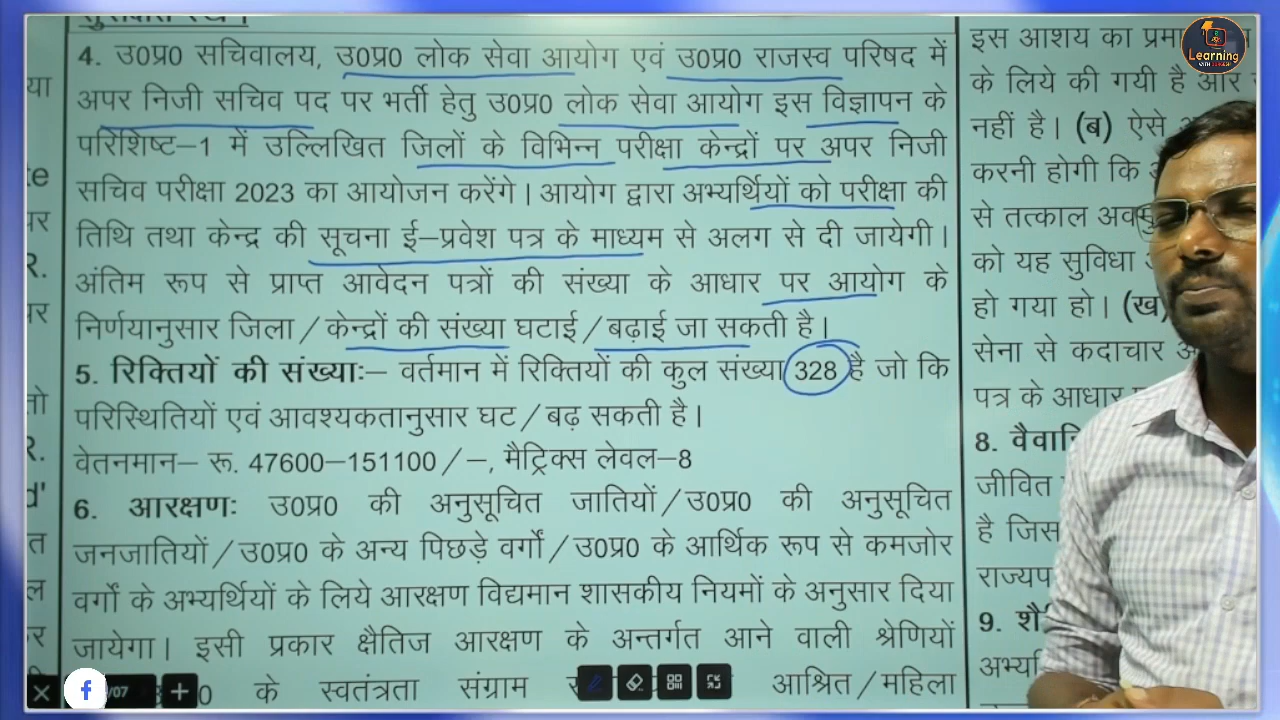 4. उ0प्र0 सचिवालय, उ0प्र0 लोक सेवा आयोग एवं उ0प्र0 राजस्व परिषद में
अपर निजी सचिव पद पर भर्ती हेतु उ0प्र0 लोक सेवा आयोग इस विज्ञापन के
परिशिष्ट–1 में उल्लिखित जिलों के विभिन्न परीक्षा केन्द्रों पर अपर निजी
सचिव परीक्षा 2023 का आयोजन करेंगे। आयोग द्वारा अभ्यर्थियों को परीक्षा की
तिथि तथा केन्द्र की सूचना ई–प्रवेश पत्र के माध्यम से अलग से दी जायेगी।
अंतिम रूप से प्राप्त आवेदन पत्रों की संख्या के आधार पर आयोग के
निर्णयानुसार जिला/केन्द्रों की संख्या घटाई/बढ़ाई जा सकती है।
5. रिक्तियों की संख्याः– वर्तमान में रिक्तियों की कुल संख्या 328 है जो कि
परिस्थितियों एवं आवश्यकतानुसार घट/बढ़ सकती है।
वेतनमान– रू. 47600–151100/–, मैट्रिक्स लेवल–8
6. आरक्षणः उ0प्र0 की अनुसूचित जातियों/उ0प्र0 की अनुसूचित
जनजातियों/उ0प्र0 के अन्य पिछड़े वर्गों/उ0प्र0 के आर्थिक रूप से कमजोर
वर्गों के अभ्यर्थियों के लिये आरक्षण विद्यमान शासकीय नियमों के अनुसार दिया
जायेगा। इसी प्रकार क्षैतिज आरक्षण के अन्तर्गत आने वाली श्रेणियों
के स्वतंत्रता संग्राम आश्रित/महिला
इस आशय का
के लिये की गयी है और
नहीं है। (ब) ऐसे
करनी होगी कि
से तत्काल
को यह सुविधा
हो गया हो। (ख)
सेना से कदाचार
पत्र के आधार
8.
जीवित
है जिस
9.
Learning
/07